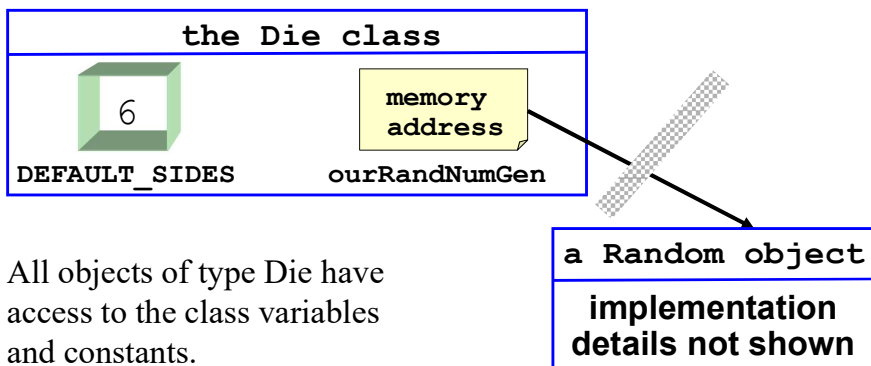 the Die class
6
memory
address
DEFAULT_SIDES
ourRandNumGen
a Random object
implementation
details not shown
All objects of type Die have
access to the class variables
and constants.